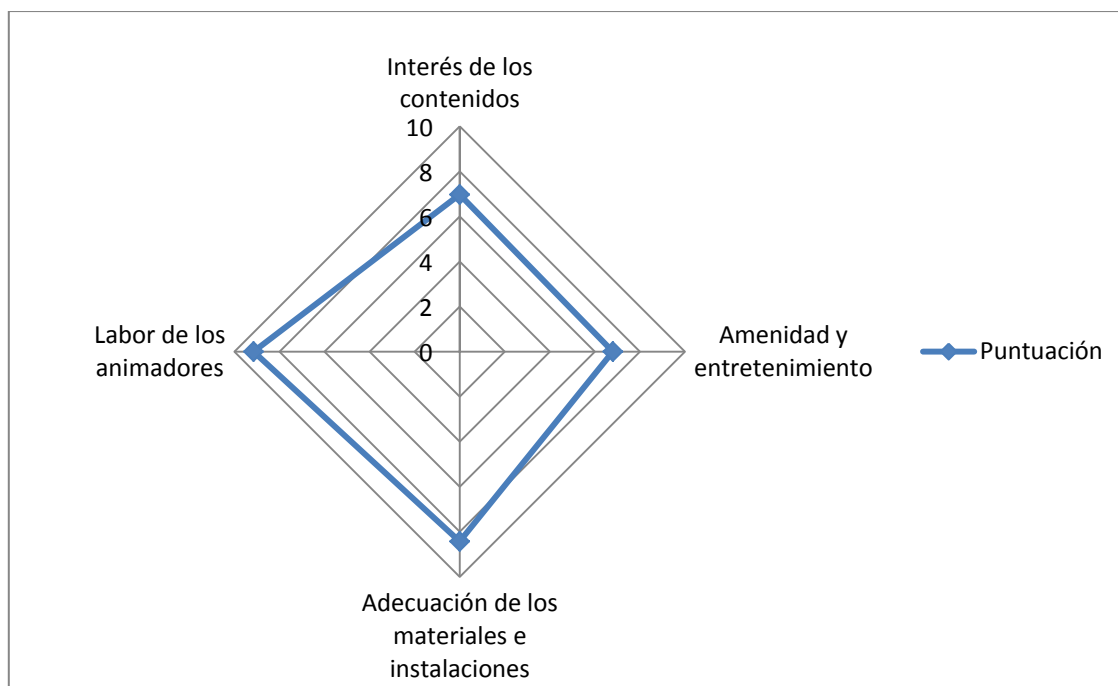 Interés de los
contenidos
10
8
6
4
2
0
Labor de los
animadores
Amenidad y
entretenimiento
Puntuación
Adecuación de los
materiales e
instalaciones